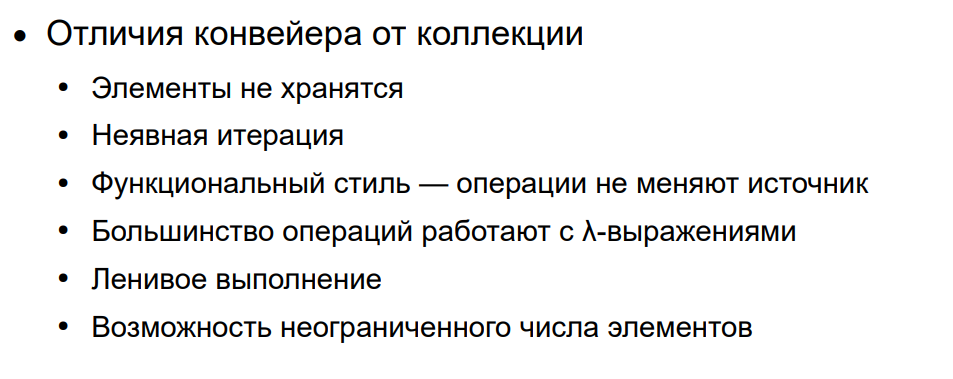 • Отличия конвейера от коллекции
• Элементы не хранятся
• Неявная итерация
• Функциональный стиль — операции не меняют источник
• Большинство операций работают с λ-выражениями
• Ленивое выполнение
• Возможность неограниченного числа элементов